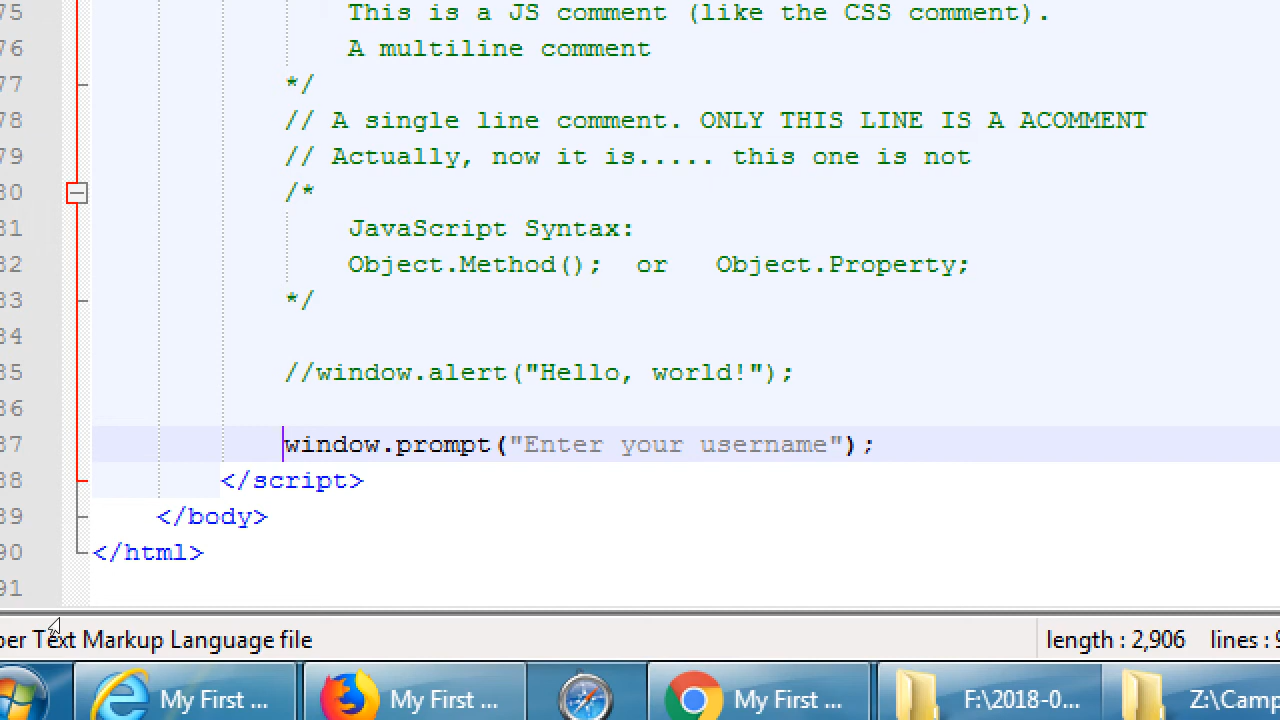 75 This is a JS comment (like the CSS comment).
76 A multiline comment
77 */
78 // A single line comment. ONLY THIS LINE IS A ACOMMENT
79 // Actually, now it is..... this one is not
80 /*
81 JavaScript Syntax:
82 Object.Method(); or Object.Property;
83 */
84
85 //window.alert("Hello, world!");
86
87 window.prompt("Enter your username");
88 </script>
89 </body>
90 </html>
91
per Text Markup Language file length : 2,906 lines : 9
My First ... My First ... My First ... F:\2018-0... Z:\Camp